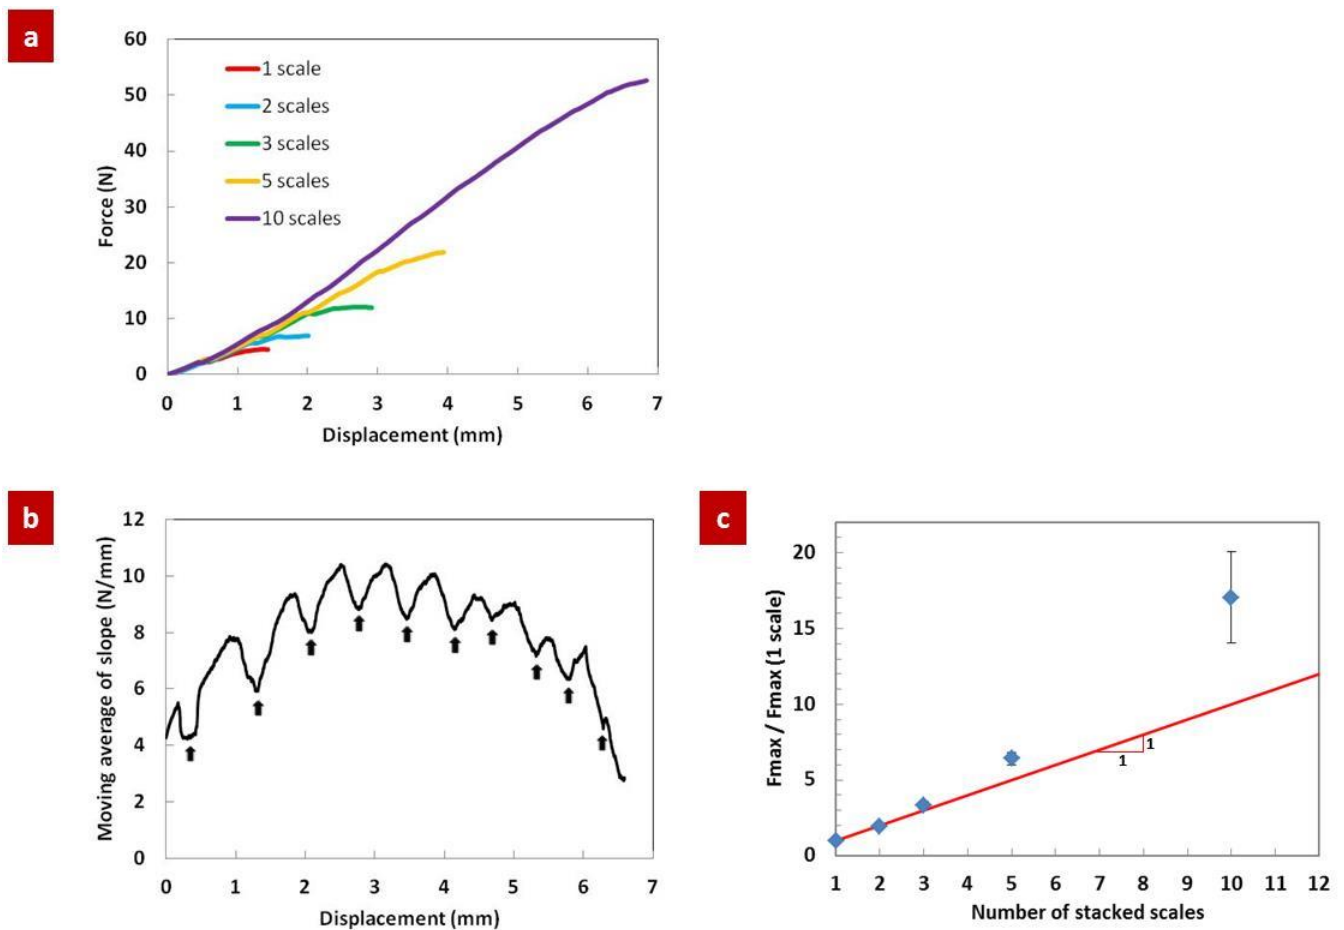 a
60
50
40
30
20
10
0
Force (N)
1 scale
2 scales
3 scales
5 scales
10 scales
0 1 2 3 4 5 6 7
Displacement (mm)
b
12
10
8
6
4
2
0
Moving average of slope (N/mm)
0 1 2 3 4 5 6 7
Displacement (mm)
c
20
15
10
5
0
Fmax / Fmax (1 scale)
1
1
1 2 3 4 5 6 7 8 9 10 11 12
Number of stacked scales